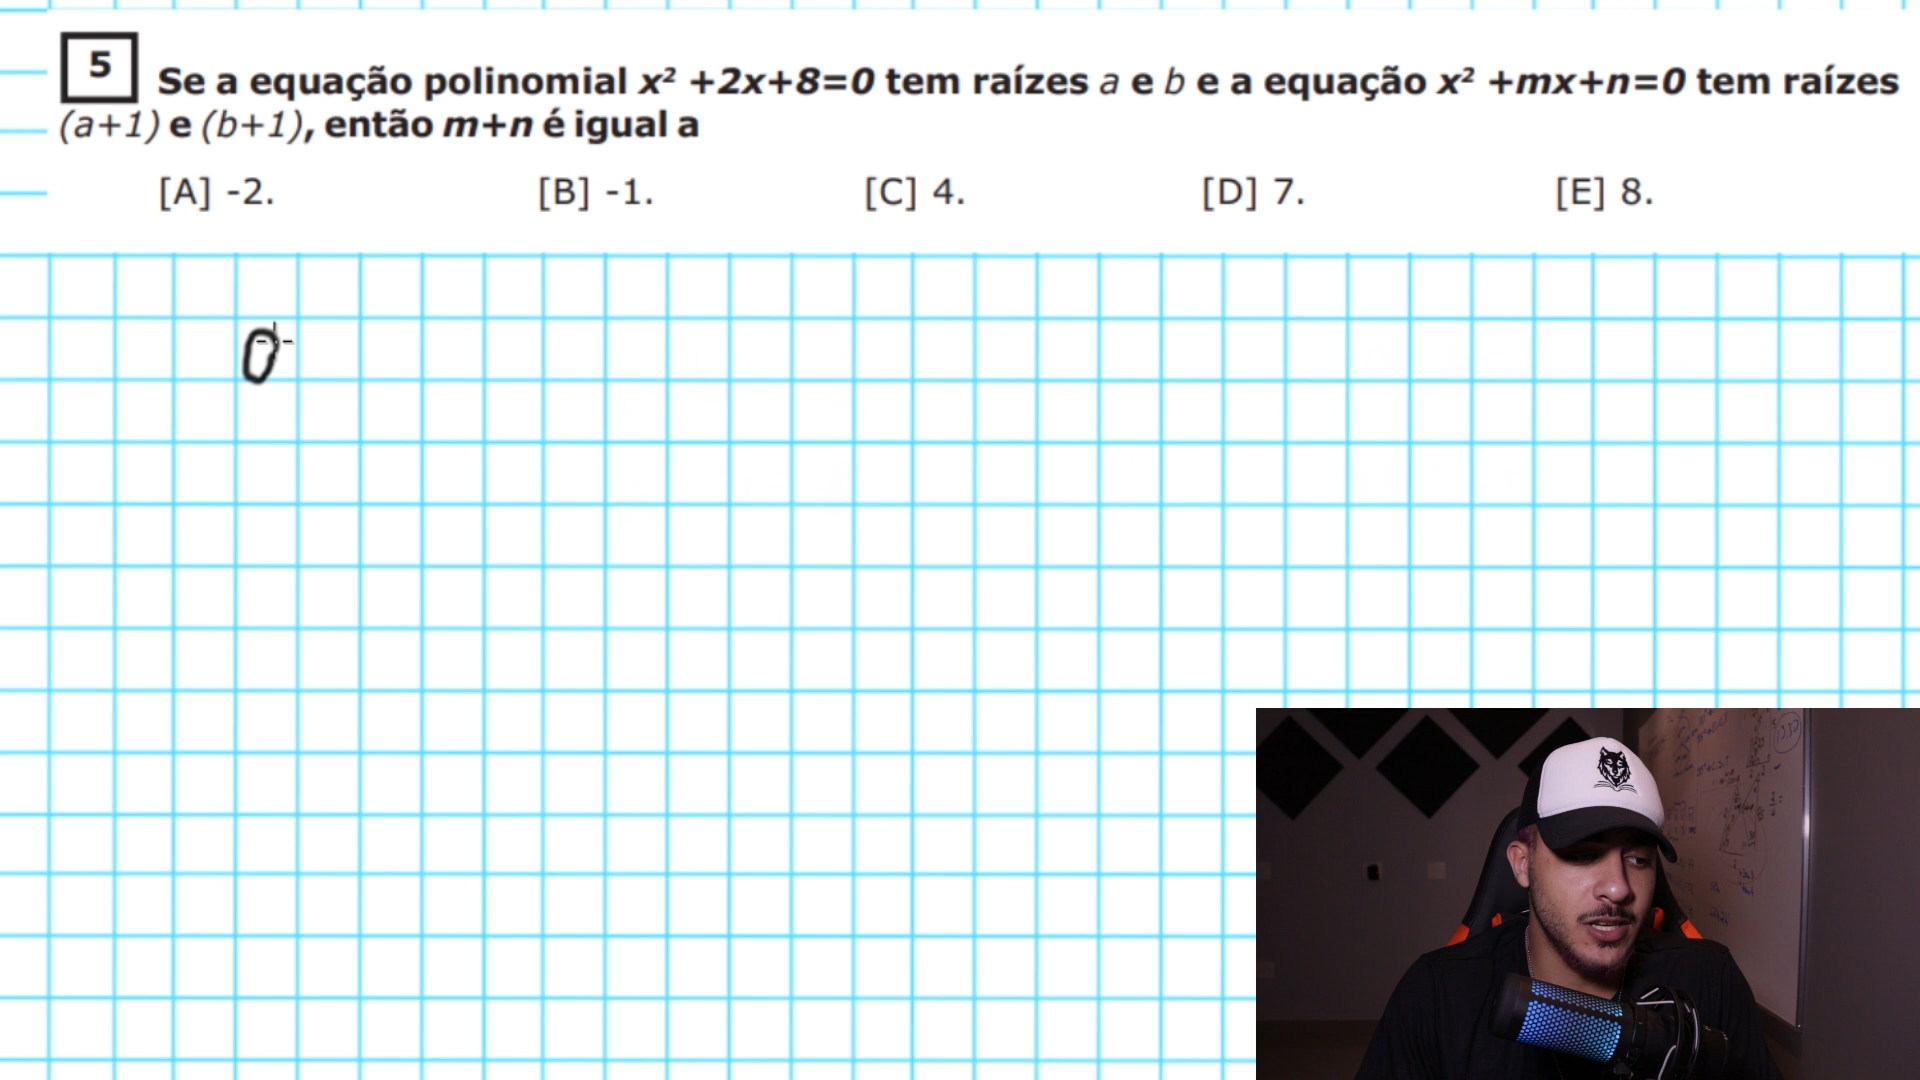 5 Se a equação polinomial x² +2x+8=0 tem raízes a e b e a equação x² +mx+n=0 tem raízes
(a+1) e (b+1), então m+n é igual a
[A] -2. [B] -1. [C] 4. [D] 7. [E] 8.